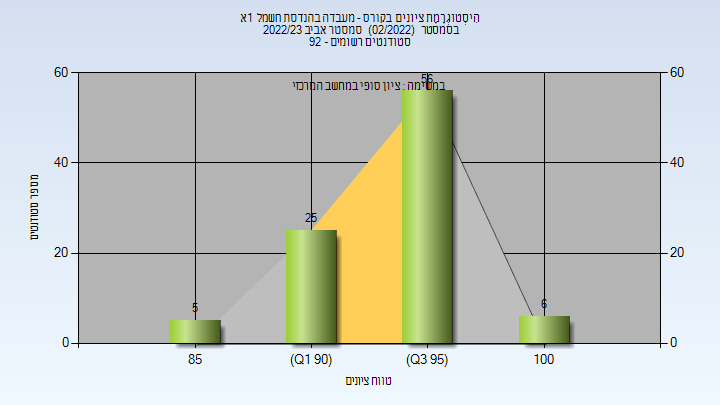 היסטוגרמת ציונים בקורס - מעבדה בהנדסת חשמל 1א
בסמסטר (02/2022) סמסטר אביב 2022/23
סטודנטים רשומים - 92
במשימה : ציון סופי במחשב המרכזי
60
40
20
0
60
40
20
0
מספר סטודנטים
5
25
56
6
85
(Q1 90)
(Q3 95)
100
טווח ציונים